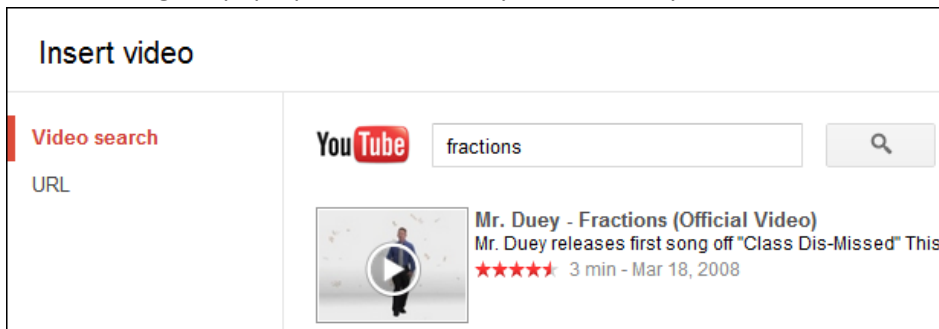 Insert video
Video search
URL
YouTube
fractions
Mr. Duey - Fractions (Official Video)
Mr. Duey releases first song off "Class Dis-Missed" This
3 min - Mar 18, 2008